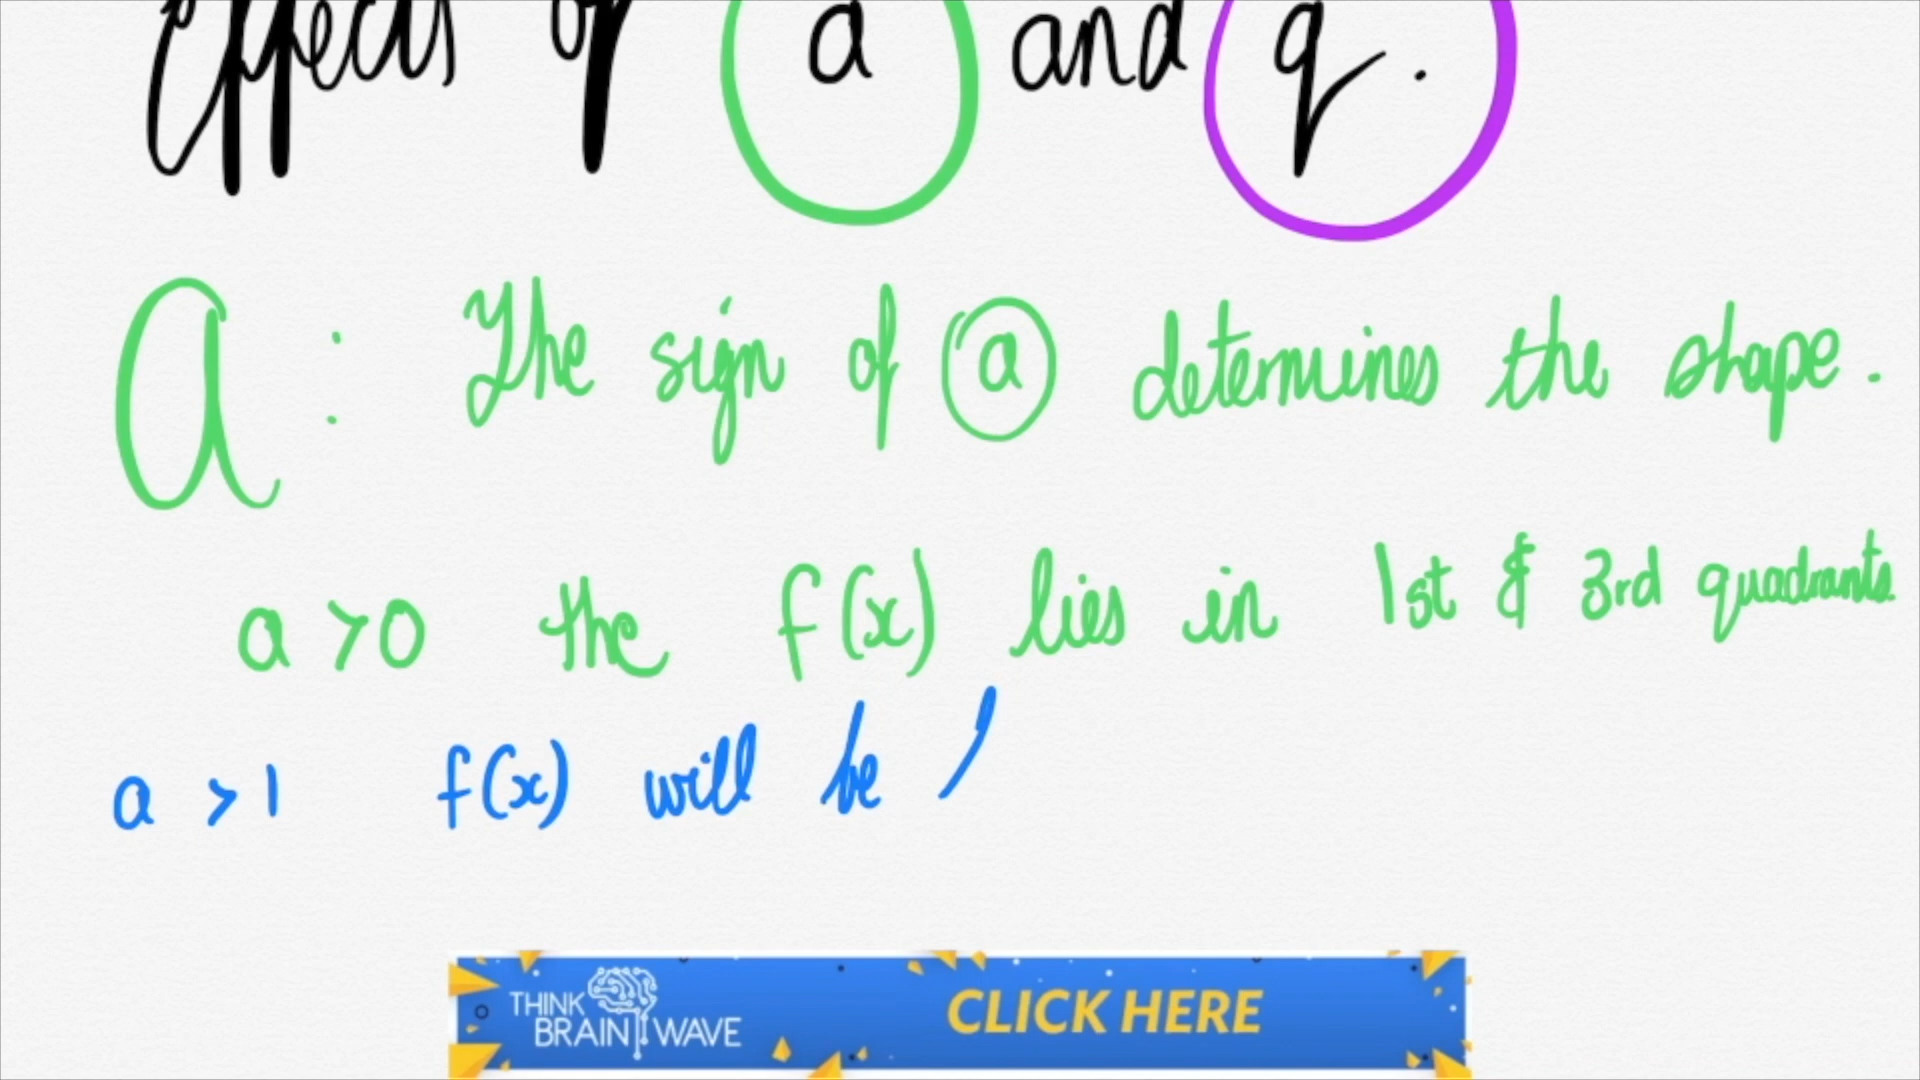 Effects of a and q.
A : The sign of a determines the shape.
a > 0 the f(x) lies in 1st & 3rd quadrants.
a > 1 f(x) will be
THINK
BRAIN WAVE
CLICK HERE